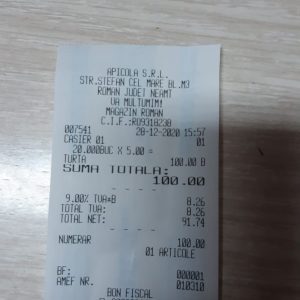 APICOLA S.R.L.
STR.STEFAN CEL MARE BL.M3
ROMAN JUDET NEAMT
VA MULTUMIM!
MAGAZIN ROMAN
C.I.F.:RO9318238
007541 28-12-2020 15:57
CASIER 01 01
20.000BUC X 5.00 =
TURTA 100.00 B
SUMA TOTALA:
100.00
- - - -
9.00% TVA*B 8.26
TOTAL TVA: 8.26
TOTAL NET: 91.74
- - - -
NUMERAR 100.00
01 ARTICOLE
BF: 000001
AMEF NR. 010310
BON FISCAL